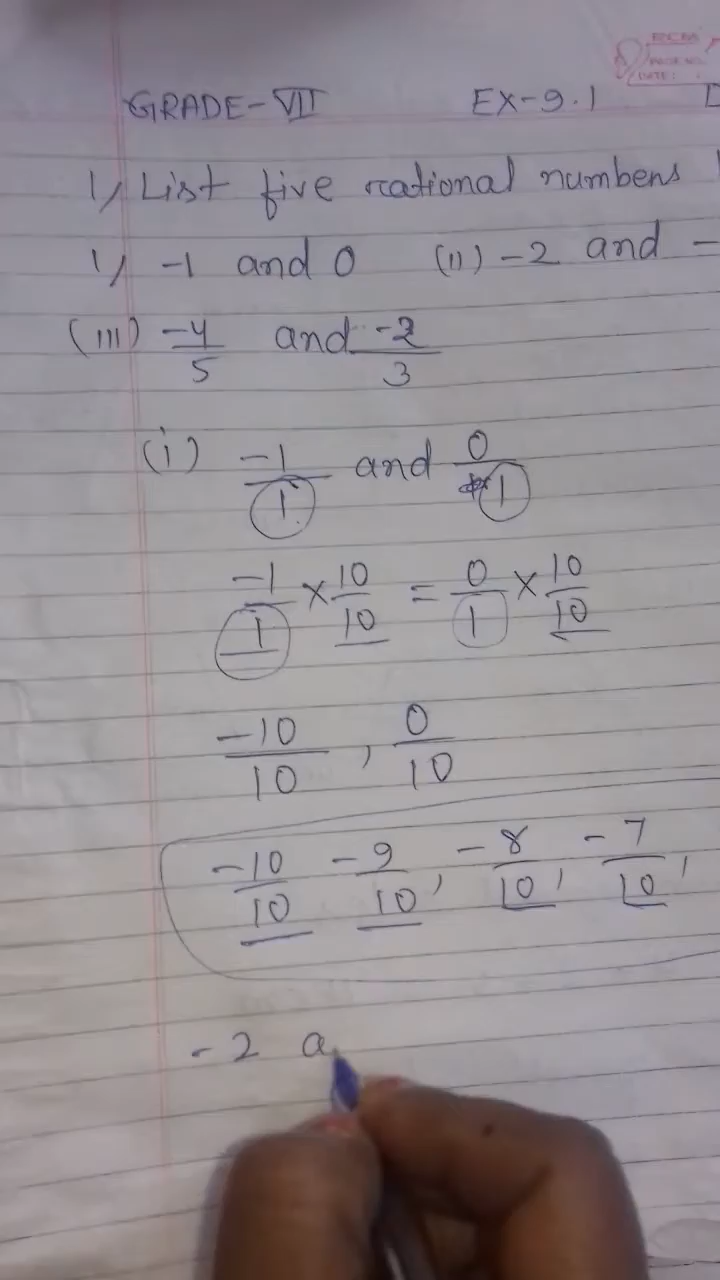 GRADE-VII EX-9.1
1) List five rational numbers
1) -1 and 0 (ii) -2 and -
(iii) -4/5 and -2/3
(i) -1/1 and 0/1
-1/1 × 10/10 = 0/1 × 10/10
-10/10 , 0/10
-10/10 -9/10, -8/10, -7/10,
-2 a